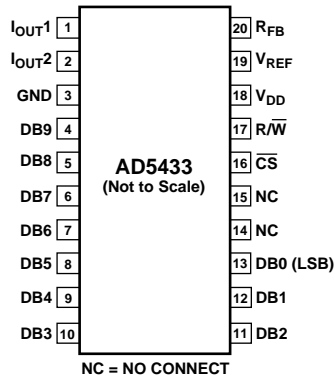 IOUT1 1 20 RFB
IOUT2 2 19 VREF
GND 3 18 VDD
DB9 4 17 R/W̅
DB8 5 AD5433 16 C̅S̅
DB7 6 (Not to Scale) 15 NC
DB6 7 14 NC
DB5 8 13 DB0 (LSB)
DB4 9 12 DB1
DB3 10 11 DB2
NC = NO CONNECT